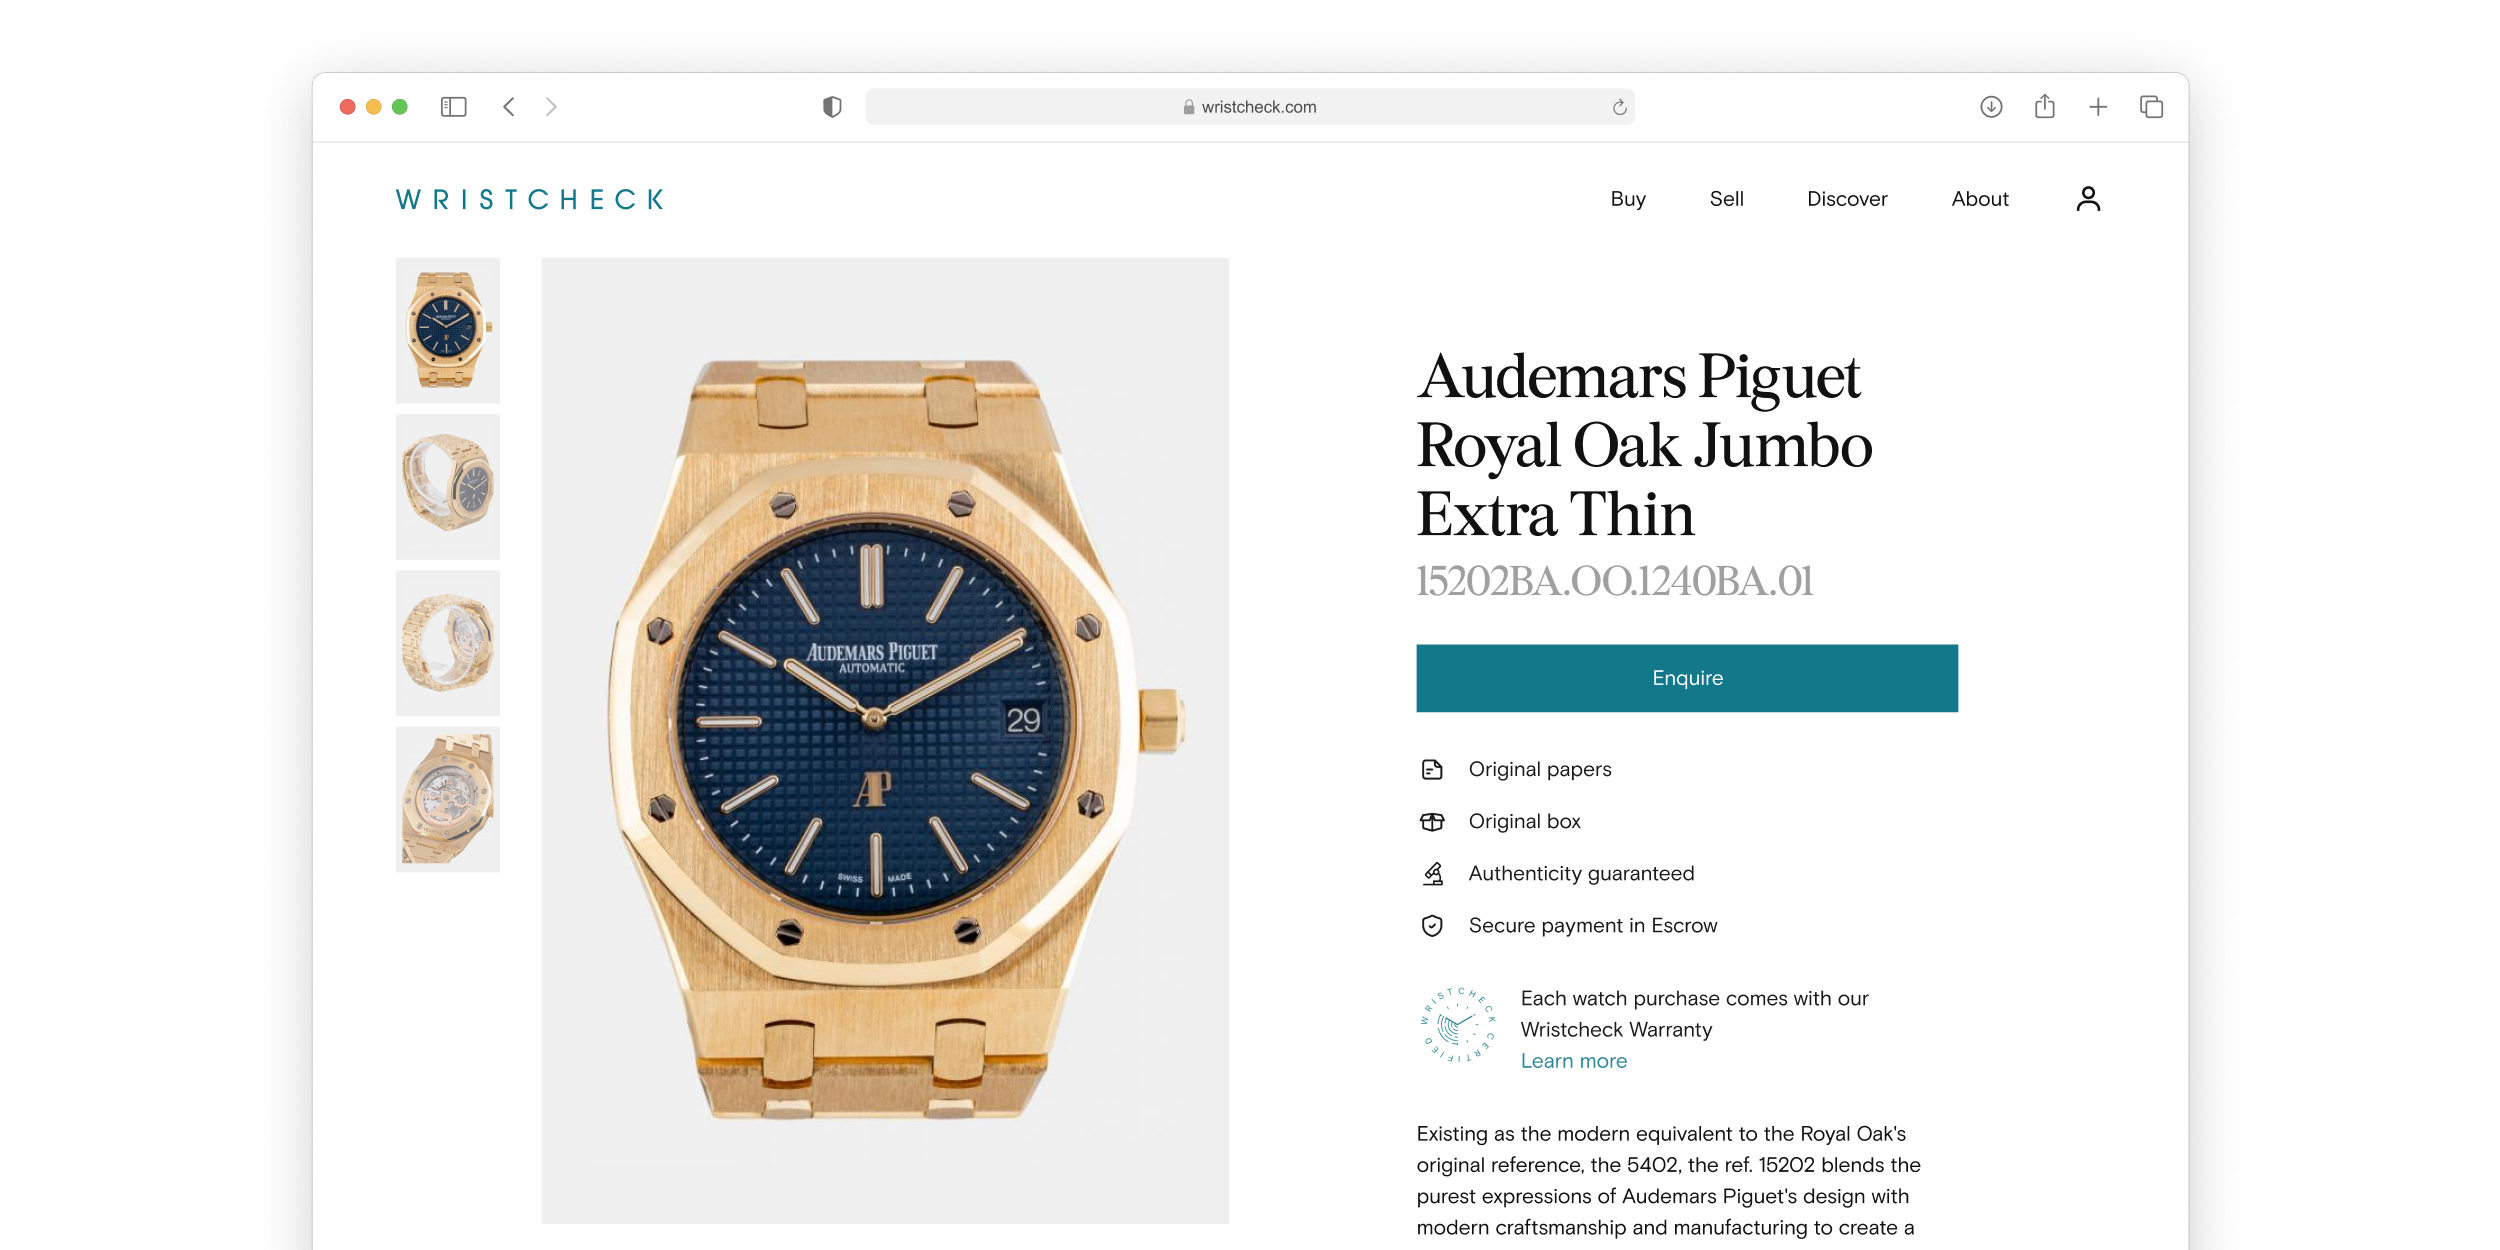 wristcheck.com
WRISTCHECK
Buy Sell Discover About
AUDEMARS PIGUET
AUTOMATIC
29
AP
SWISS MADE
Audemars Piguet
Royal Oak Jumbo
Extra Thin
15202BA.OO.1240BA.01
Enquire
Original papers
Original box
Authenticity guaranteed
Secure payment in Escrow
WRISTCHECK CERTIFIED
Each watch purchase comes with our
Wristcheck Warranty
Learn more
Existing as the modern equivalent to the Royal Oak's
original reference, the 5402, the ref. 15202 blends the
purest expressions of Audemars Piguet's design with
modern craftsmanship and manufacturing to create a